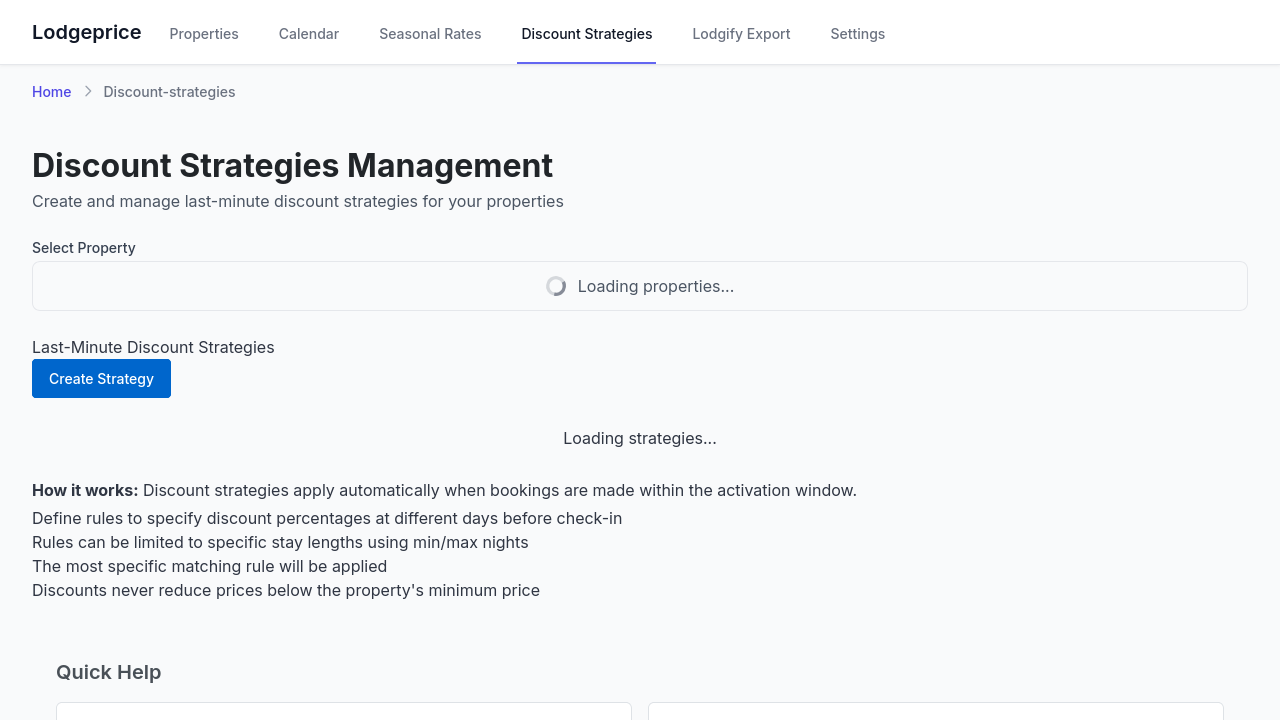 Lodgeprice Properties Calendar Seasonal Rates Discount Strategies Lodgify Export Settings
Home Discount-strategies
Discount Strategies Management
Create and manage last-minute discount strategies for your properties
Select Property
Loading properties...
Last-Minute Discount Strategies
Create Strategy
Loading strategies...
How it works: Discount strategies apply automatically when bookings are made within the activation window.
Define rules to specify discount percentages at different days before check-in
Rules can be limited to specific stay lengths using min/max nights
The most specific matching rule will be applied
Discounts never reduce prices below the property's minimum price
Quick Help